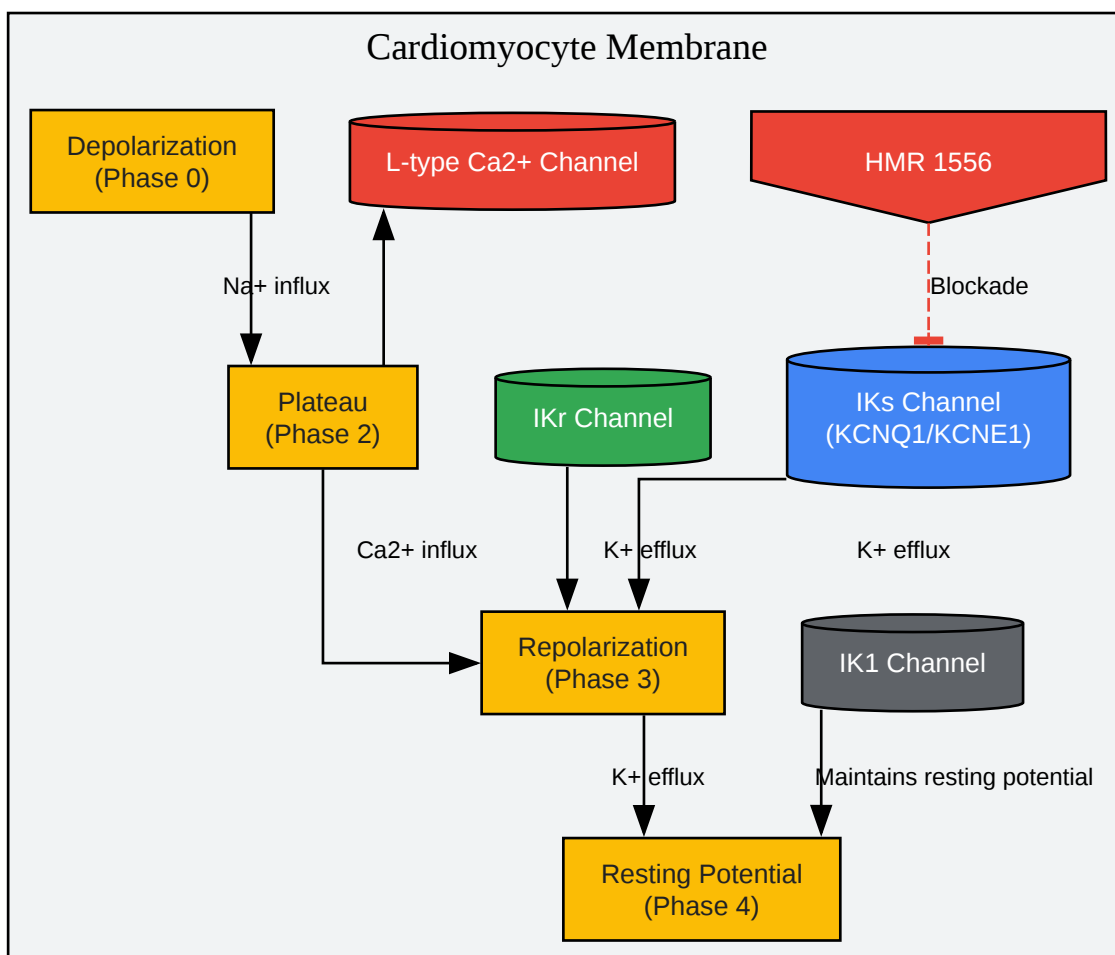 Cardiomyocyte Membrane
Depolarization
(Phase 0)
L-type Ca2+ Channel
HMR 1556
Na+ influx
Blockade
Plateau
(Phase 2)
IKr Channel
IKs Channel
(KCNQ1/KCNE1)
Ca2+ influx
K+ efflux
K+ efflux
Repolarization
(Phase 3)
IK1 Channel
K+ efflux
Maintains resting potential
Resting Potential
(Phase 4)